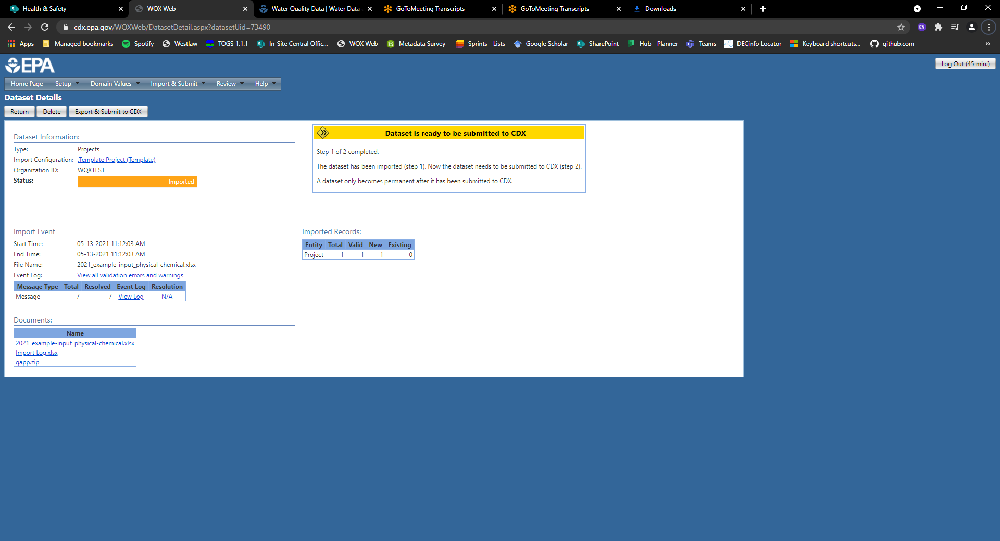 Health & Safety
WQX Web
Water Quality Data | Water Data
GoToMeeting Transcripts
GoToMeeting Transcripts
Downloads
cdx.epa.gov/WQXWeb/DatasetDetail.aspx?datasetUid=73490
EN
Apps
Managed bookmarks
Spotify
Westlaw
TOGS 1.1.1
In-Site Central Offic...
WQX Web
Metadata Survey
Sprints - Lists
Google Scholar
SharePoint
Hub - Planner
Teams
DECinfo Locator
Keyboard shortcuts...
github.com
EPA
Log Out (45 min.)
Home Page Setup Domain Values Import & Submit Review Help
Dataset Details
Return Delete Export & Submit to CDX
Dataset Information:
Type: Projects
Import Configuration: .Template Project (Template)
Organization ID: WQXTEST
Status: Imported
Dataset is ready to be submitted to CDX
Step 1 of 2 completed.
The dataset has been imported (step 1). Now the dataset needs to be submitted to CDX (step 2).
A dataset only becomes permanent after it has been submitted to CDX.
Import Event
Start Time: 05-13-2021 11:12:03 AM
End Time: 05-13-2021 11:12:03 AM
File Name: 2021_example-input_physical-chemical.xlsx
Event Log: View all validation errors and warnings
Message Type Total Resolved Event Log Resolution
Message 7 7 View Log N/A
Imported Records:
Entity Total Valid New Existing
Project 1 1 1 0
Documents:
Name
2021_example-input_physical-chemical.xlsx
Import Log.xlsx
qapp.zip